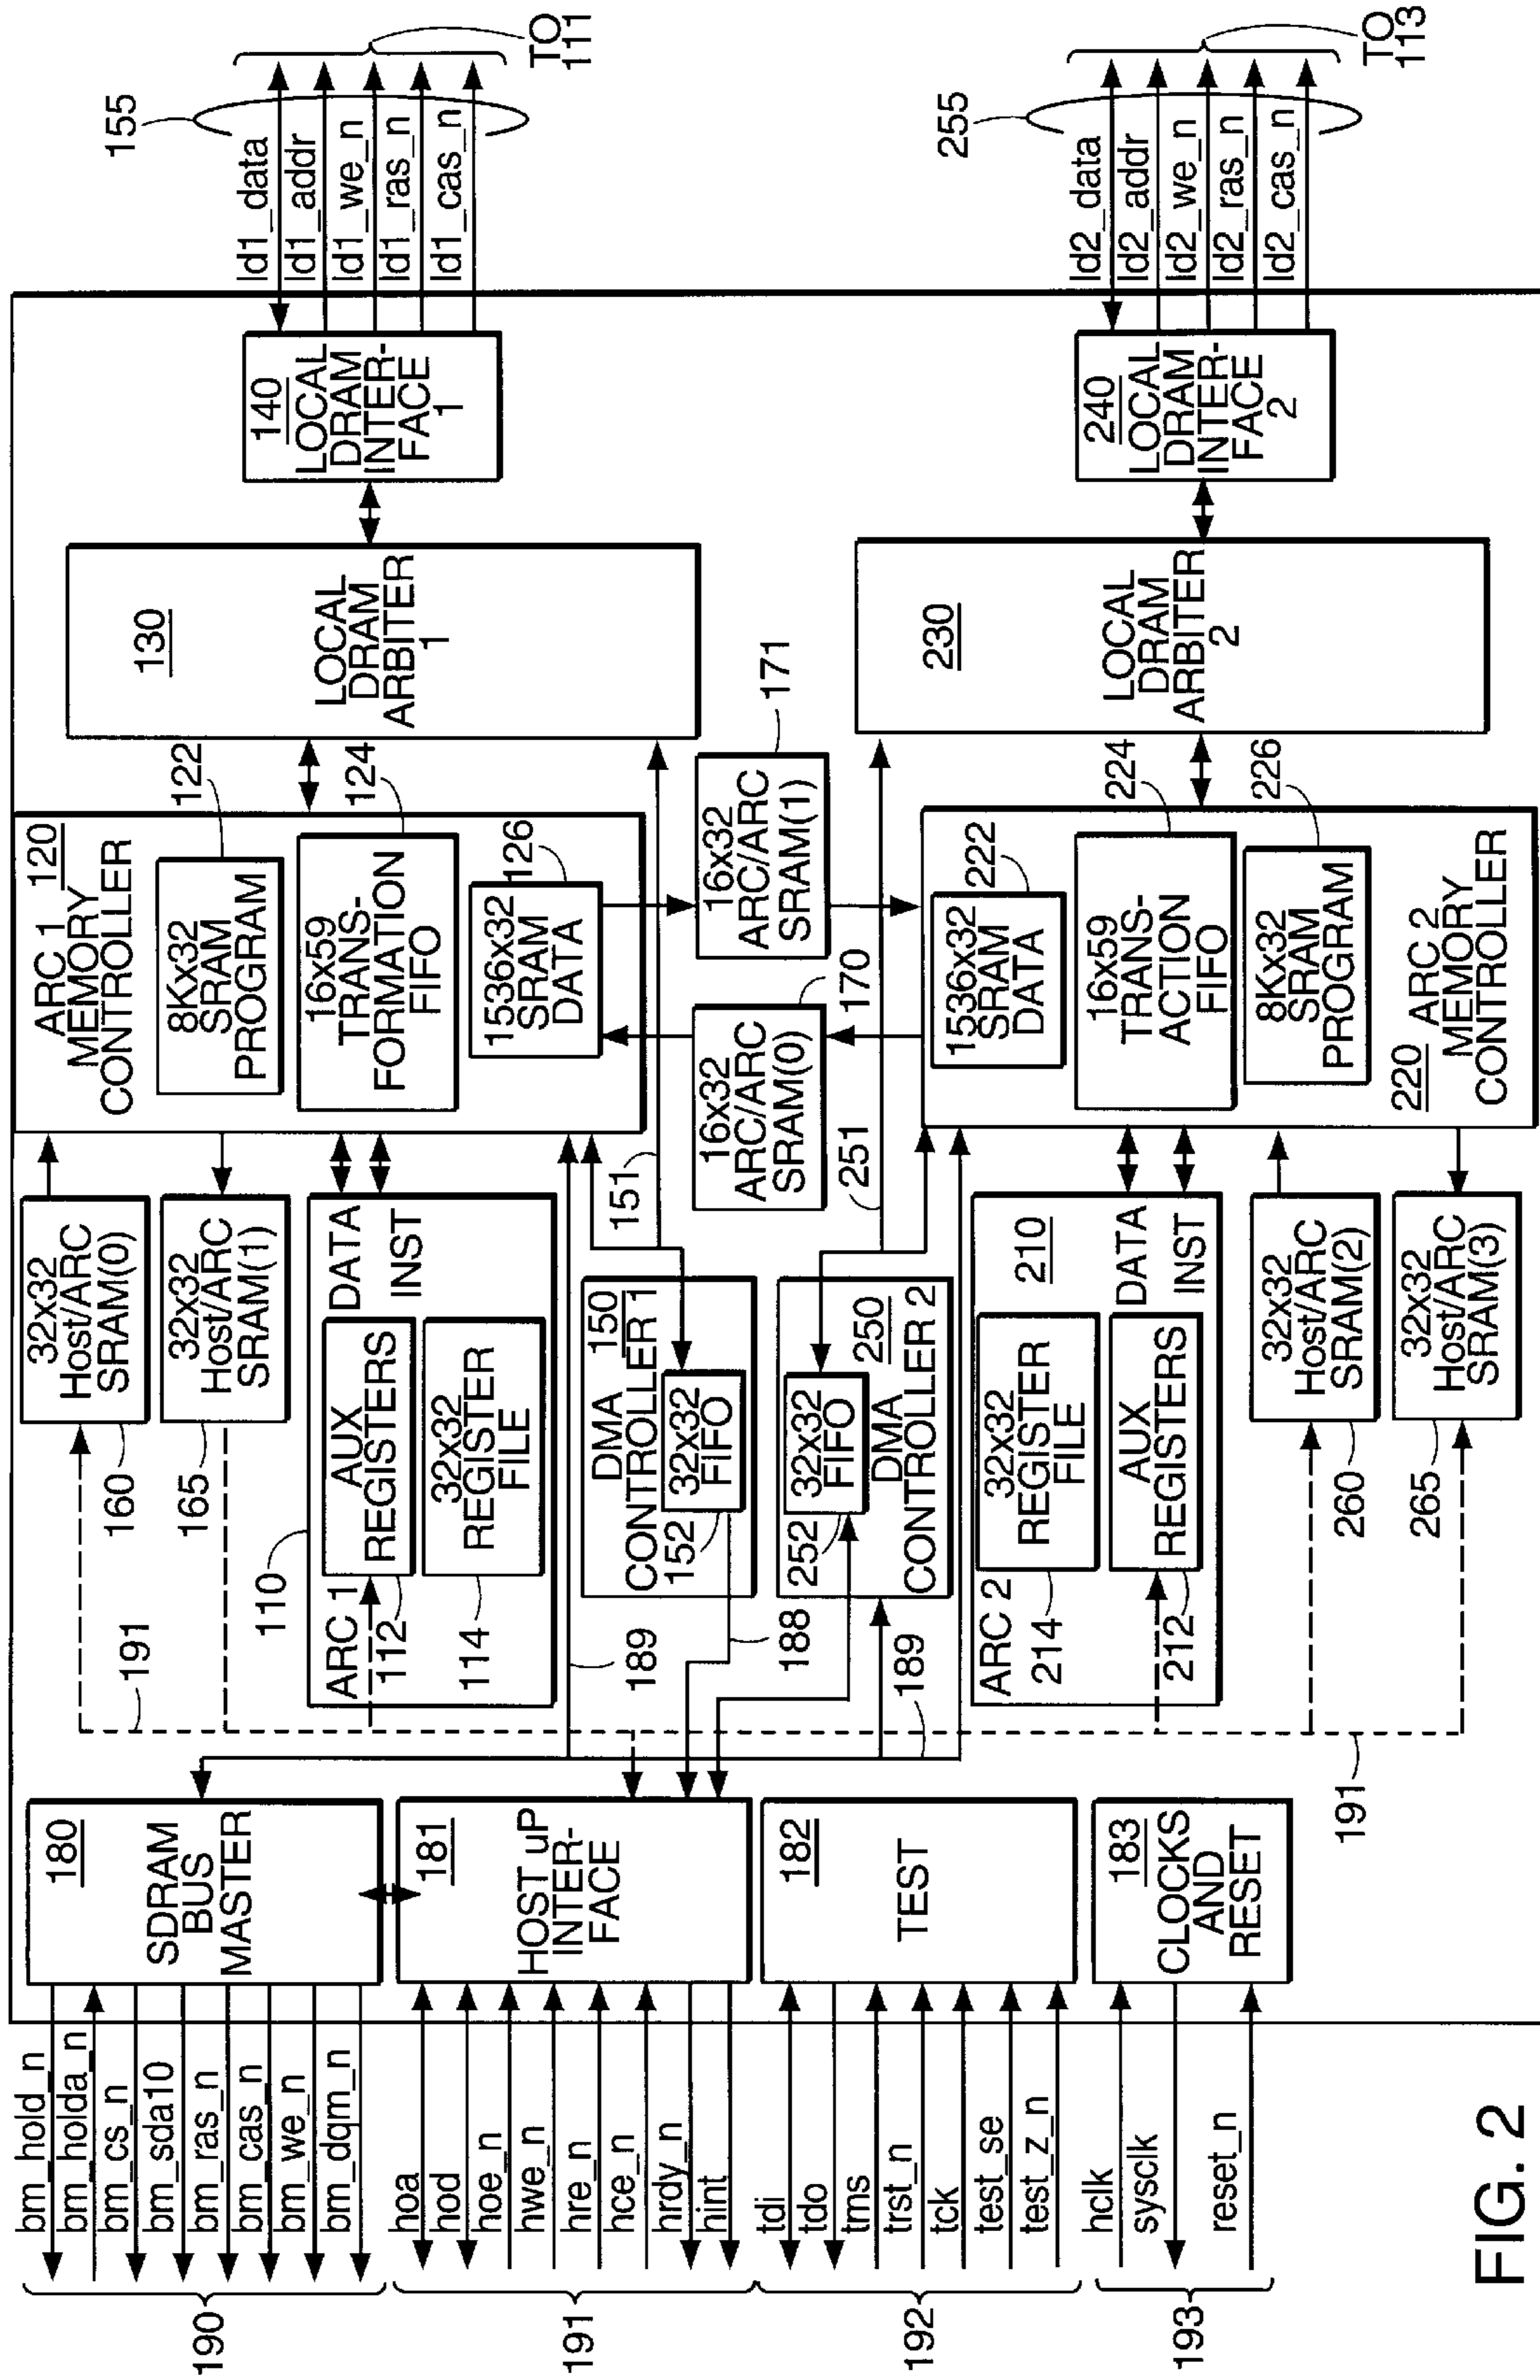 bm_hold_n
bm_holda_n
bm_cs_n
bm_sda10
bm_ras_n
bm_cas_n
bm_we_n
bm_dqm_n
190
180
SDRAM
BUS
MASTER
hoa
hod
hoe_n
hwe_n
hre_n
hce_n
hrdy_n
hint
191
181
HOST uP
INTER-
FACE
tdi
tdo
tms
trst_n
tck
test_se
test_z_n
192
182
TEST
hclk
sysclk
reset_n
193
183
CLOCKS
AND
RESET
191
191
189
188
189
32x32
Host/ARC
SRAM(0)
160
32x32
Host/ARC
SRAM(1)
165
110
ARC 1
AUX
REGISTERS
112
32x32
REGISTER
FILE
114
DATA
INST
DMA
CONTROLLER 1
150
32x32
FIFO
152
151
32x32
FIFO
252
250
DMA
CONTROLLER 2
251
ARC 2
210
32x32
REGISTER
FILE
214
AUX
REGISTERS
212
DATA
INST
32x32
Host/ARC
SRAM(2)
260
32x32
Host/ARC
SRAM(3)
265
ARC 1
120
MEMORY
CONTROLLER
8Kx32
SRAM
PROGRAM
122
16x59
TRANS-
FORMATION
FIFO
124
1536x32
SRAM
DATA
126
16x32
ARC/ARC
SRAM(0)
170
16x32
ARC/ARC
SRAM(1)
171
1536x32
SRAM
DATA
222
16x59
TRANS-
ACTION
FIFO
224
8Kx32
SRAM
PROGRAM
226
220
ARC 2
MEMORY
CONTROLLER
130
LOCAL
DRAM
ARBITER
1
230
LOCAL
DRAM
ARBITER
2
140
LOCAL
DRAM
INTER-
FACE
1
240
LOCAL
DRAM
INTER-
FACE
2
155
ld1_data
ld1_addr
ld1_we_n
ld1_ras_n
ld1_cas_n
TO
111
255
ld2_data
ld2_addr
ld2_we_n
ld2_ras_n
ld2_cas_n
TO
113
FIG. 2